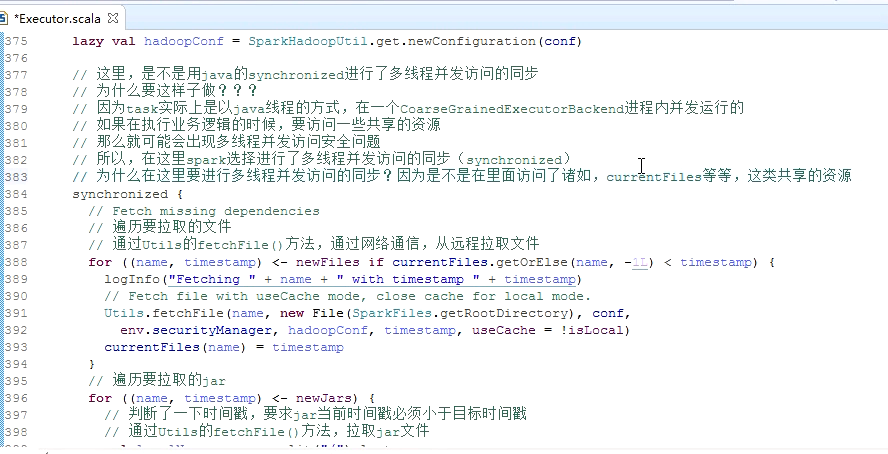 *Executor.scala
375 lazy val hadoopConf = SparkHadoopUtil.get.newConfiguration(conf)
376
377 // 这里，是不是用java的synchronized进行了多线程并发访问的同步
378 // 为什么要这样子做？？？
379 // 因为task实际上是以java线程的方式，在一个CoarseGrainedExecutorBackend进程内并发运行的
380 // 如果在执行业务逻辑的时候，要访问一些共享的资源
381 // 那么就可能会出现多线程并发访问安全问题
382 // 所以，在这里spark选择进行了多线程并发访问的同步（synchronized）
383 // 为什么在这里要进行多线程并发访问的同步？因为是不是在里面访问了诸如，currentFiles等等，这类共享的资源
384 synchronized {
385 // Fetch missing dependencies
386 // 遍历要拉取的文件
387 // 通过Utils的fetchFile()方法，通过网络通信，从远程拉取文件
388 for ((name, timestamp) <- newFiles if currentFiles.getOrElse(name, -1L) < timestamp) {
389 logInfo("Fetching " + name + " with timestamp " + timestamp)
390 // Fetch file with useCache mode, close cache for local mode.
391 Utils.fetchFile(name, new File(SparkFiles.getRootDirectory), conf,
392 env.securityManager, hadoopConf, timestamp, useCache = !isLocal)
393 currentFiles(name) = timestamp
394 }
395 // 遍历要拉取的jar
396 for ((name, timestamp) <- newJars) {
397 // 判断了一下时间戳，要求jar当前时间戳必须小于目标时间戳
398 // 通过Utils的fetchFile()方法，拉取jar文件